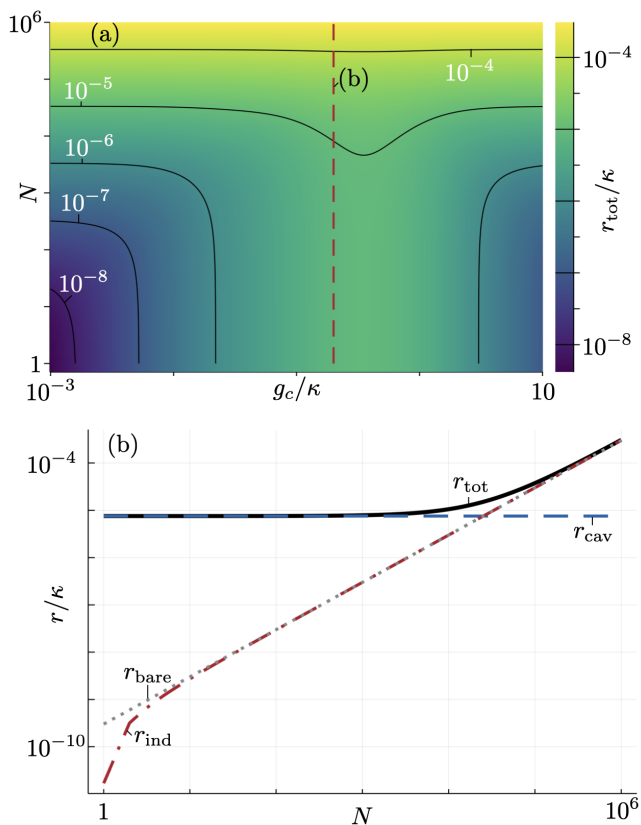 10^6
(a)
10^-4
(b)
10^-5
10^-6
10^-7
10^-8
N
1
10^-3
g_c/κ
10
10^-4
r_tot/κ
10^-8
(b)
10^-4
r_tot
r_cav
r/κ
r_bare
r_ind
10^-10
1
N
10^6